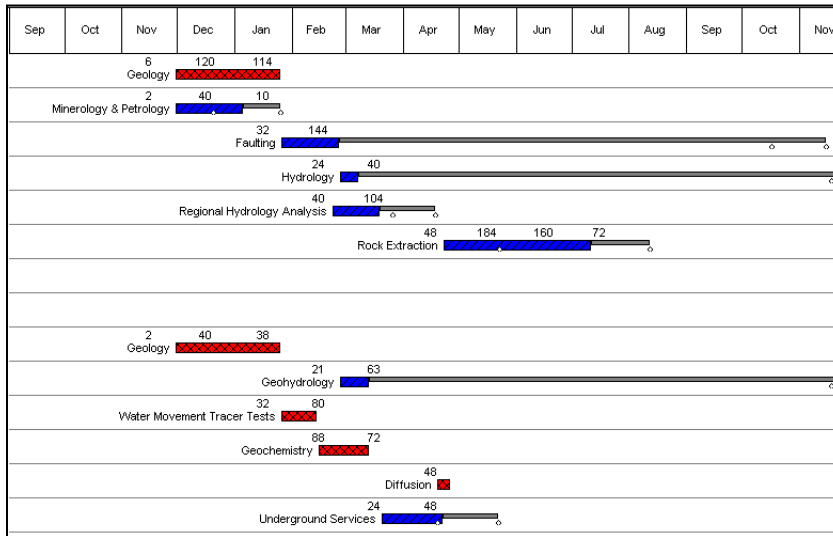 Sep Oct Nov Dec Jan Feb Mar Apr May Jun Jul Aug Sep Oct Nov
6 120 114
Geology
2 40 10
Minerology & Petrology
32 144
Faulting
24 40
Hydrology
40 104
Regional Hydrology Analysis
48 184 160 72
Rock Extraction
2 40 38
Geology
21 63
Geohydrology
32 80
Water Movement Tracer Tests
88 72
Geochemistry
48
Diffusion
24 48
Underground Services